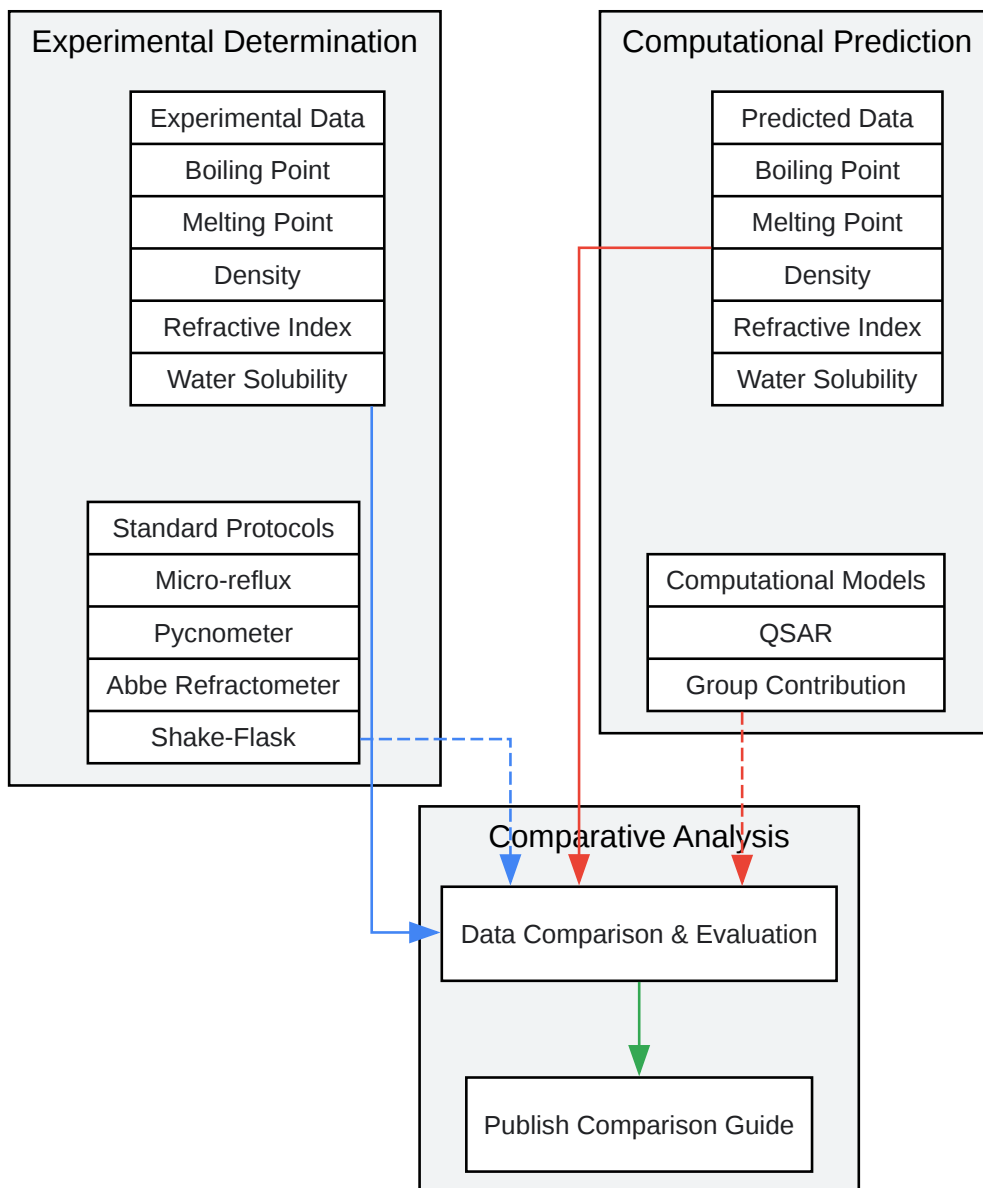 Experimental Determination
Experimental Data
Boiling Point
Melting Point
Density
Refractive Index
Water Solubility
Standard Protocols
Micro-reflux
Pycnometer
Abbe Refractometer
Shake-Flask
Computational Prediction
Predicted Data
Boiling Point
Melting Point
Density
Refractive Index
Water Solubility
Computational Models
QSAR
Group Contribution
Comparative Analysis
Data Comparison & Evaluation
Publish Comparison Guide